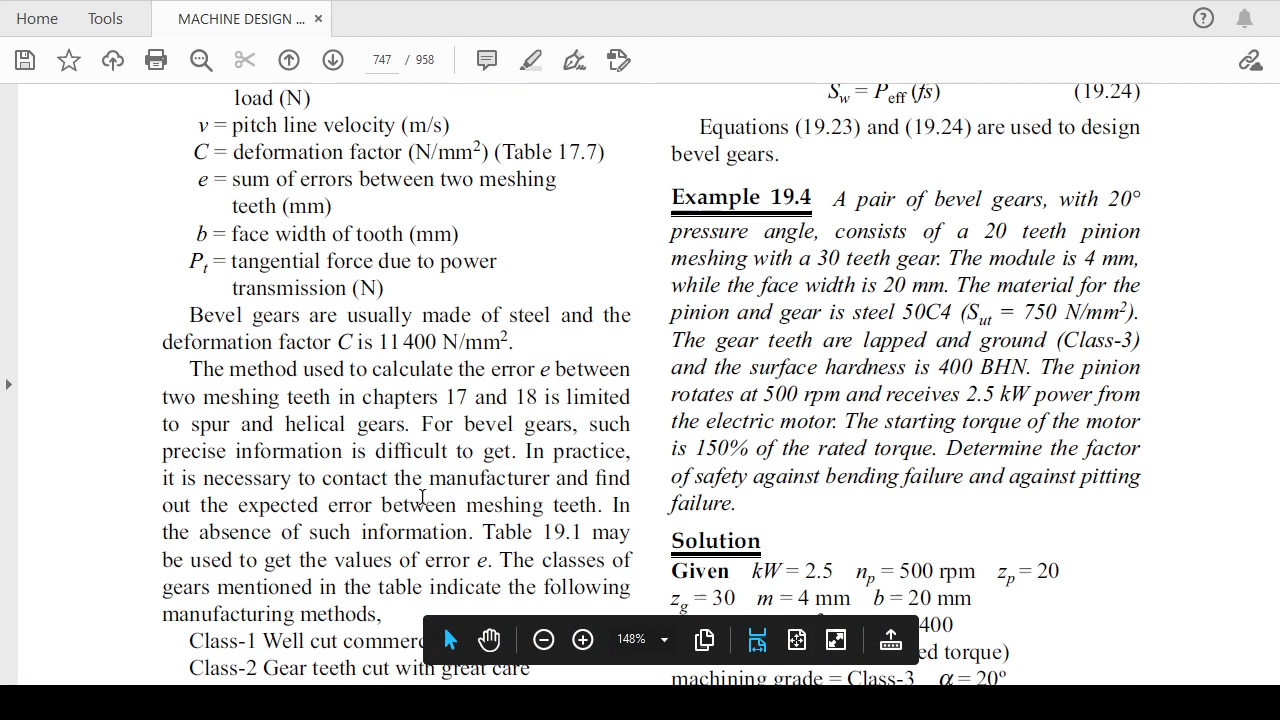 Home
Tools
MACHINE DESIGN ...
747 / 958
load (N)
v = pitch line velocity (m/s)
C = deformation factor (N/mm²) (Table 17.7)
e = sum of errors between two meshing
teeth (mm)
b = face width of tooth (mm)
Pt = tangential force due to power
transmission (N)
Bevel gears are usually made of steel and the
deformation factor C is 11400 N/mm².
The method used to calculate the error e between
two meshing teeth in chapters 17 and 18 is limited
to spur and helical gears. For bevel gears, such
precise information is difficult to get. In practice,
it is necessary to contact the manufacturer and find
out the expected error between meshing teeth. In
the absence of such information. Table 19.1 may
be used to get the values of error e. The classes of
gears mentioned in the table indicate the following
manufacturing methods,
Class-1 Well cut commerc
Class-2 Gear teeth cut with great care
Sw = Peff (fs) (19.24)
Equations (19.23) and (19.24) are used to design
bevel gears.
Example 19.4 A pair of bevel gears, with 20°
pressure angle, consists of a 20 teeth pinion
meshing with a 30 teeth gear. The module is 4 mm,
while the face width is 20 mm. The material for the
pinion and gear is steel 50C4 (Sut = 750 N/mm²).
The gear teeth are lapped and ground (Class-3)
and the surface hardness is 400 BHN. The pinion
rotates at 500 rpm and receives 2.5 kW power from
the electric motor. The starting torque of the motor
is 150% of the rated torque. Determine the factor
of safety against bending failure and against pitting
failure.
Solution
Given kW = 2.5 np = 500 rpm zp = 20
zg = 30 m = 4 mm b = 20 mm
400
ed torque)
machining grade = Class-3 α = 20°
148%